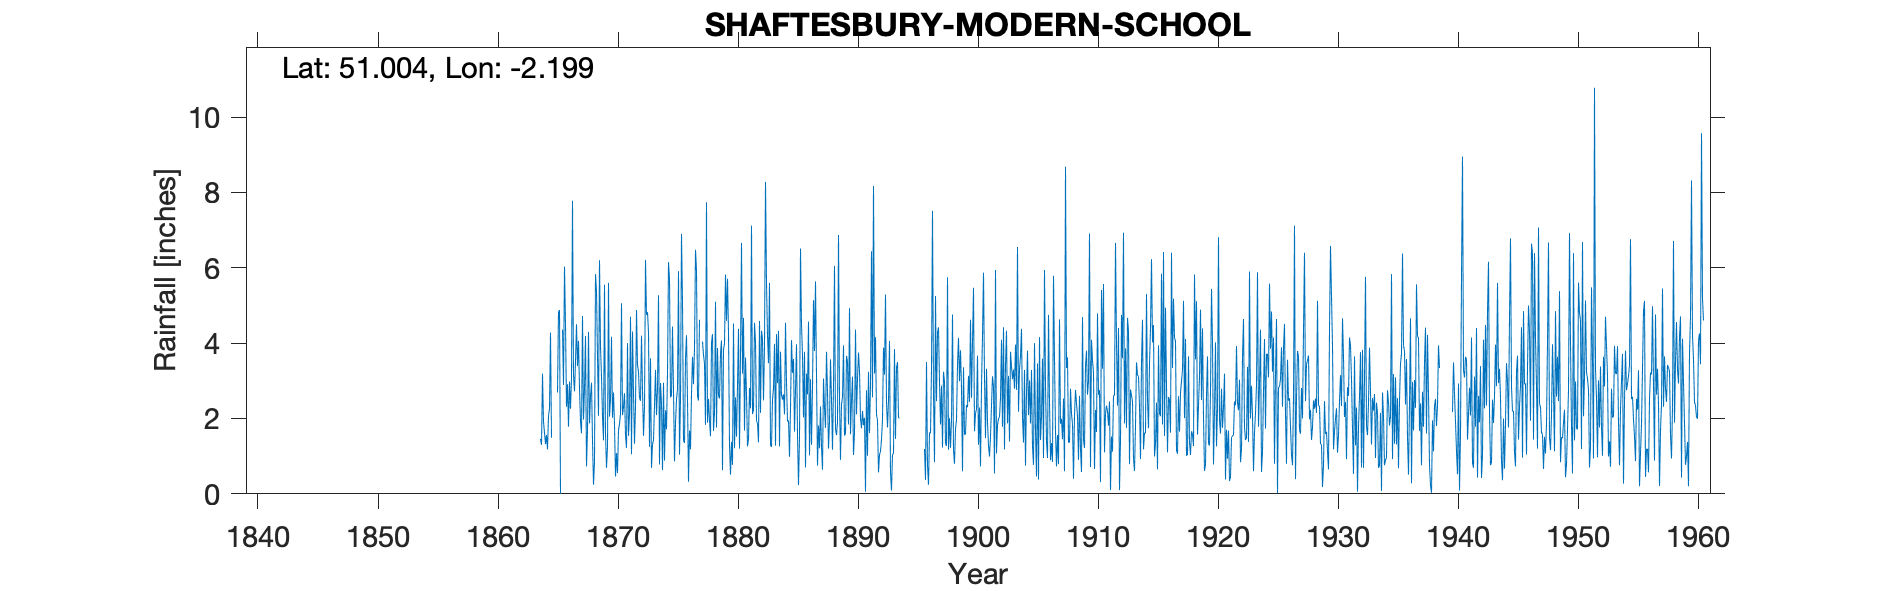 SHAFTESBURY-MODERN-SCHOOL
Lat: 51.004, Lon: -2.199
10
8
6
4
2
0
Rainfall [inches]
1840 1850 1860 1870 1880 1890 1900 1910 1920 1930 1940 1950 1960
Year